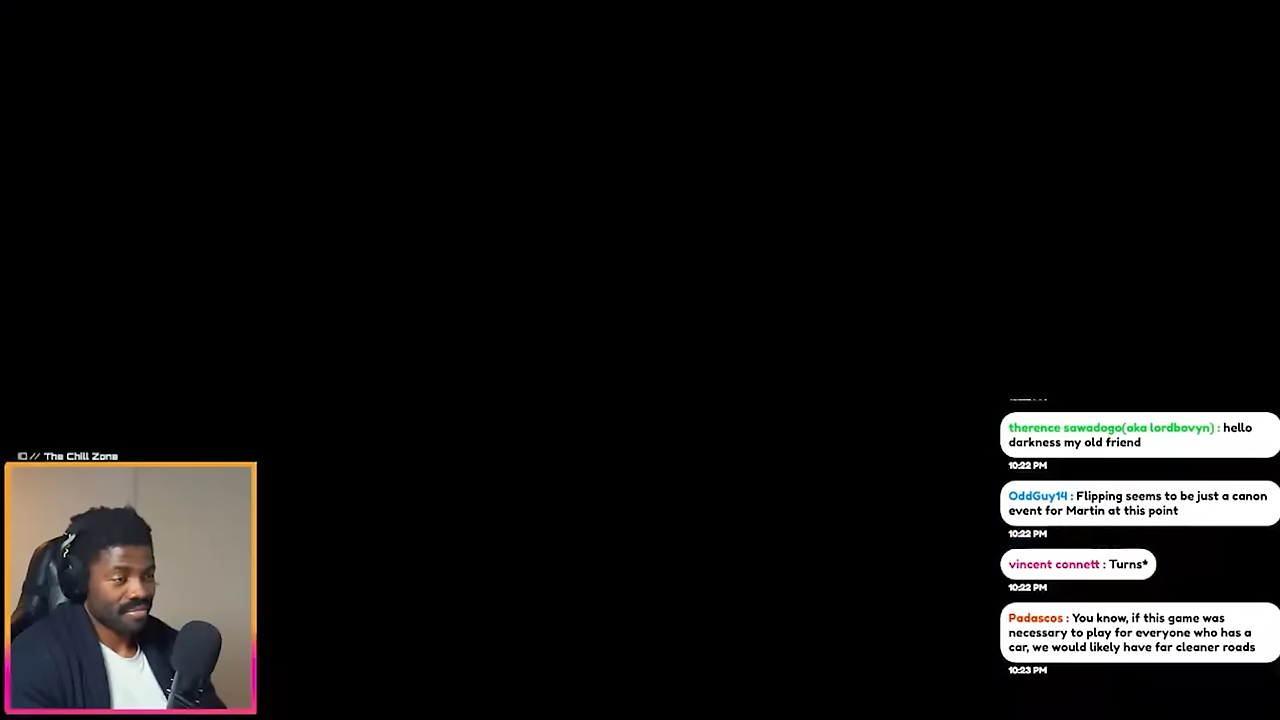 therence sawadogo(aka lordbovyn) : hello
darkness my old friend
10:22 PM
OddGuy14 : Flipping seems to be just a canon
event for Martin at this point
10:22 PM
vincent connett : Turns*
10:22 PM
Padascos : You know, if this game was
necessary to play for everyone who has a
car, we would likely have far cleaner roads
10:23 PM
// The Chill Zone